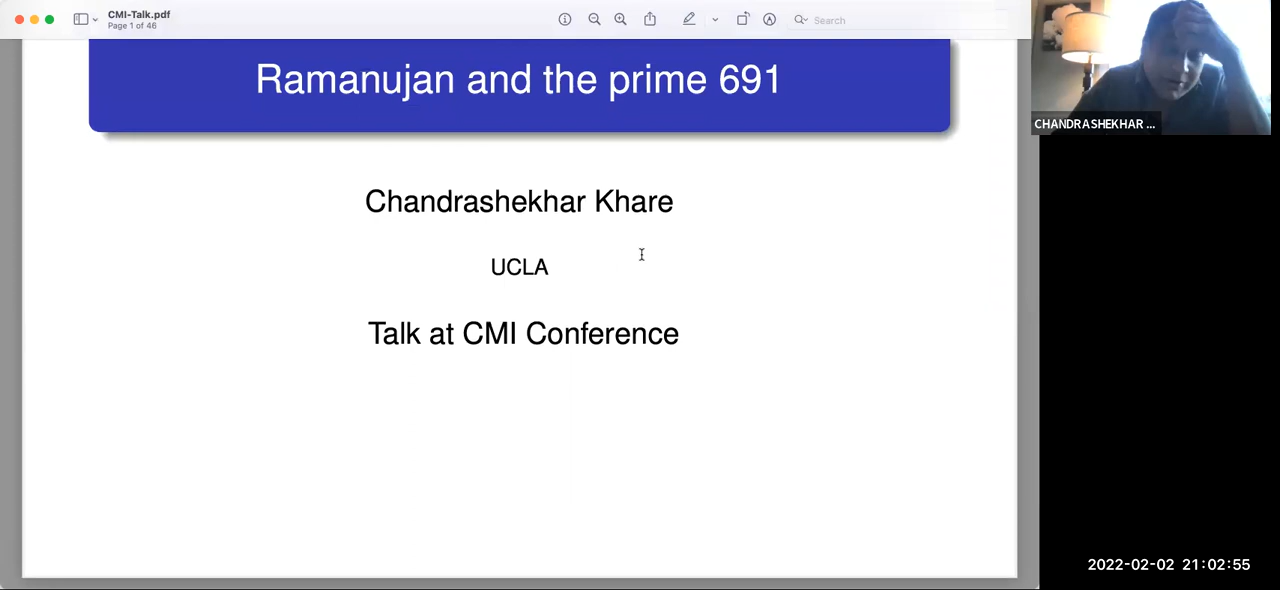 CMI-Talk.pdf
Page 1 of 46
Search
Ramanujan and the prime 691
Chandrashekhar Khare
UCLA
Talk at CMI Conference
CHANDRASHEKHAR ...
2022-02-02 21:02:55